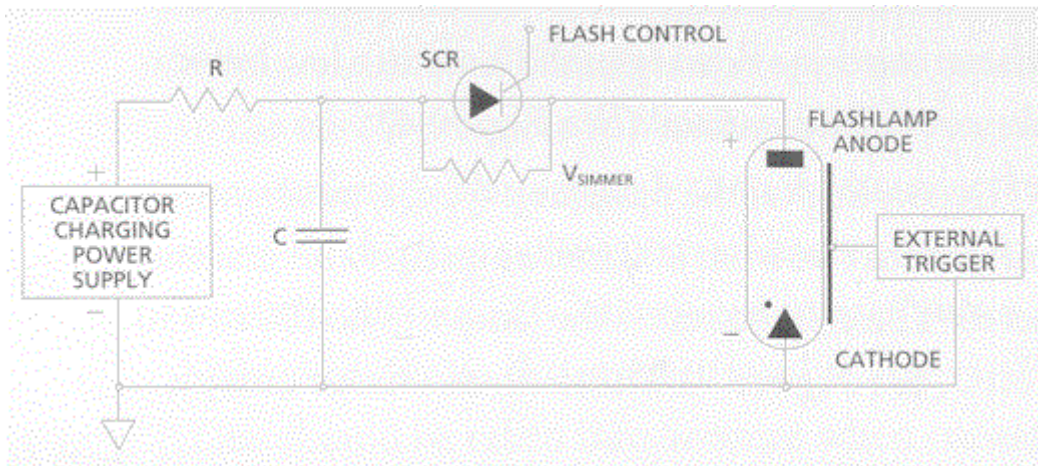 FLASH CONTROL
SCR
R
FLASHLAMP
ANODE
+
+
VSIMMER
CAPACITOR
CHARGING
POWER
SUPPLY
C
EXTERNAL
TRIGGER
−
−
CATHODE